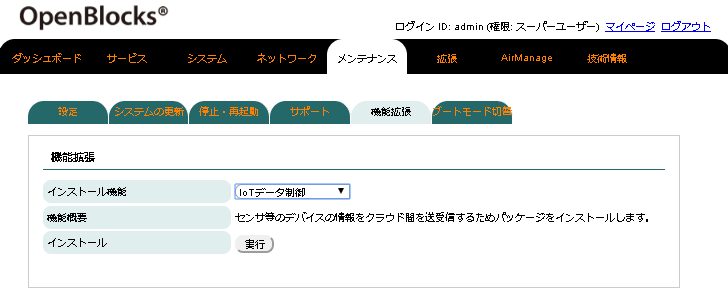 OpenBlocks®
ログイン ID: admin (権限: スーパーユーザー) マイページ ログアウト
ダッシュボード サービス システム ネットワーク メンテナンス 拡張 AirManage 技術情報
設定 システムの更新 停止・再起動 サポート 機能拡張 ブートモード切替
機能拡張
インストール機能 IoTデータ制御
機能概要 センサ等のデバイスの情報をクラウド間を送受信するためパッケージをインストールします。
インストール 実行